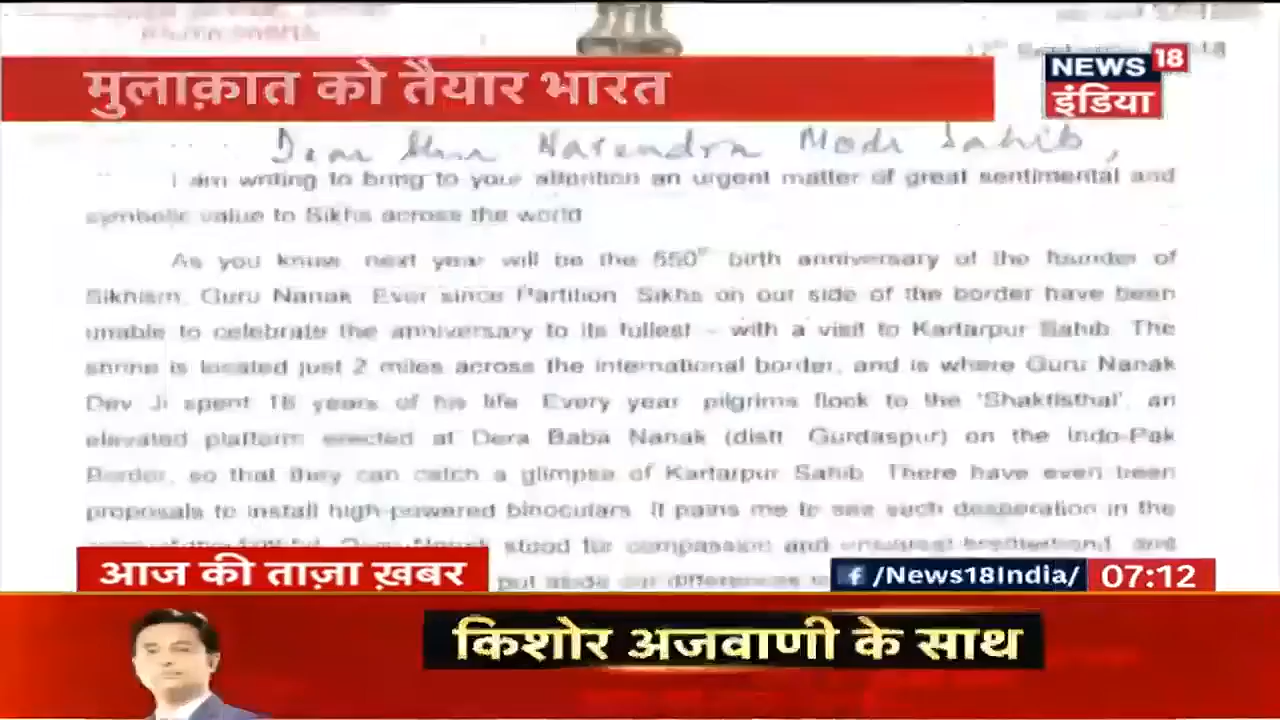 मुलाक़ात को तैयार भारत
NEWS 18
इंडिया
Dear Narendra Modi Sahib,
I am writing to bring to your attention an urgent matter of great sentimental and
symbolic value to Sikhs across the world
As you know, next year will be the 550th birth anniversary of the founder of
Sikhism, Guru Nanak. Ever since Partition, Sikhs on our side of the border have been
unable to celebrate the anniversary to its fullest – with a visit to Kartarpur Sahib. The
shrine is located just 2 miles across the international border, and is where Guru Nanak
Dev Ji spent 18 years of his life. Every year pilgrims flock to the 'Shaktisthal', an
elevated platform erected at Dera Baba Nanak (distt. Gurdaspur) on the Indo-Pak
Border, so that they can catch a glimpse of Kartarpur Sahib. There have even been
proposals to install high-powered binoculars. It pains me to see such desperation in the
stood for compassion and universal brotherhood, and
put aside our differences
आज की ताज़ा ख़बर
f /News18India/
07:12
किशोर अजवाणी के साथ